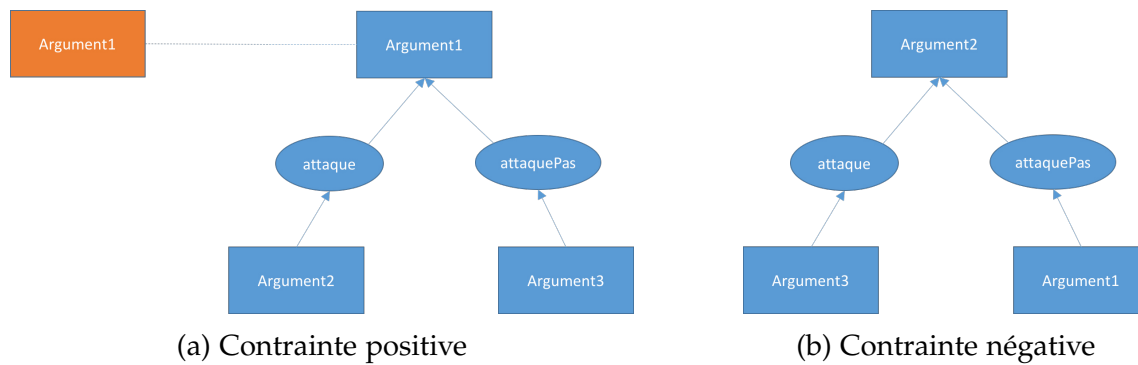 Argument1
Argument1
Argument2
attaque
attaquePas
attaque
attaquePas
Argument2
Argument3
Argument3
Argument1
(a) Contrainte positive
(b) Contrainte négative